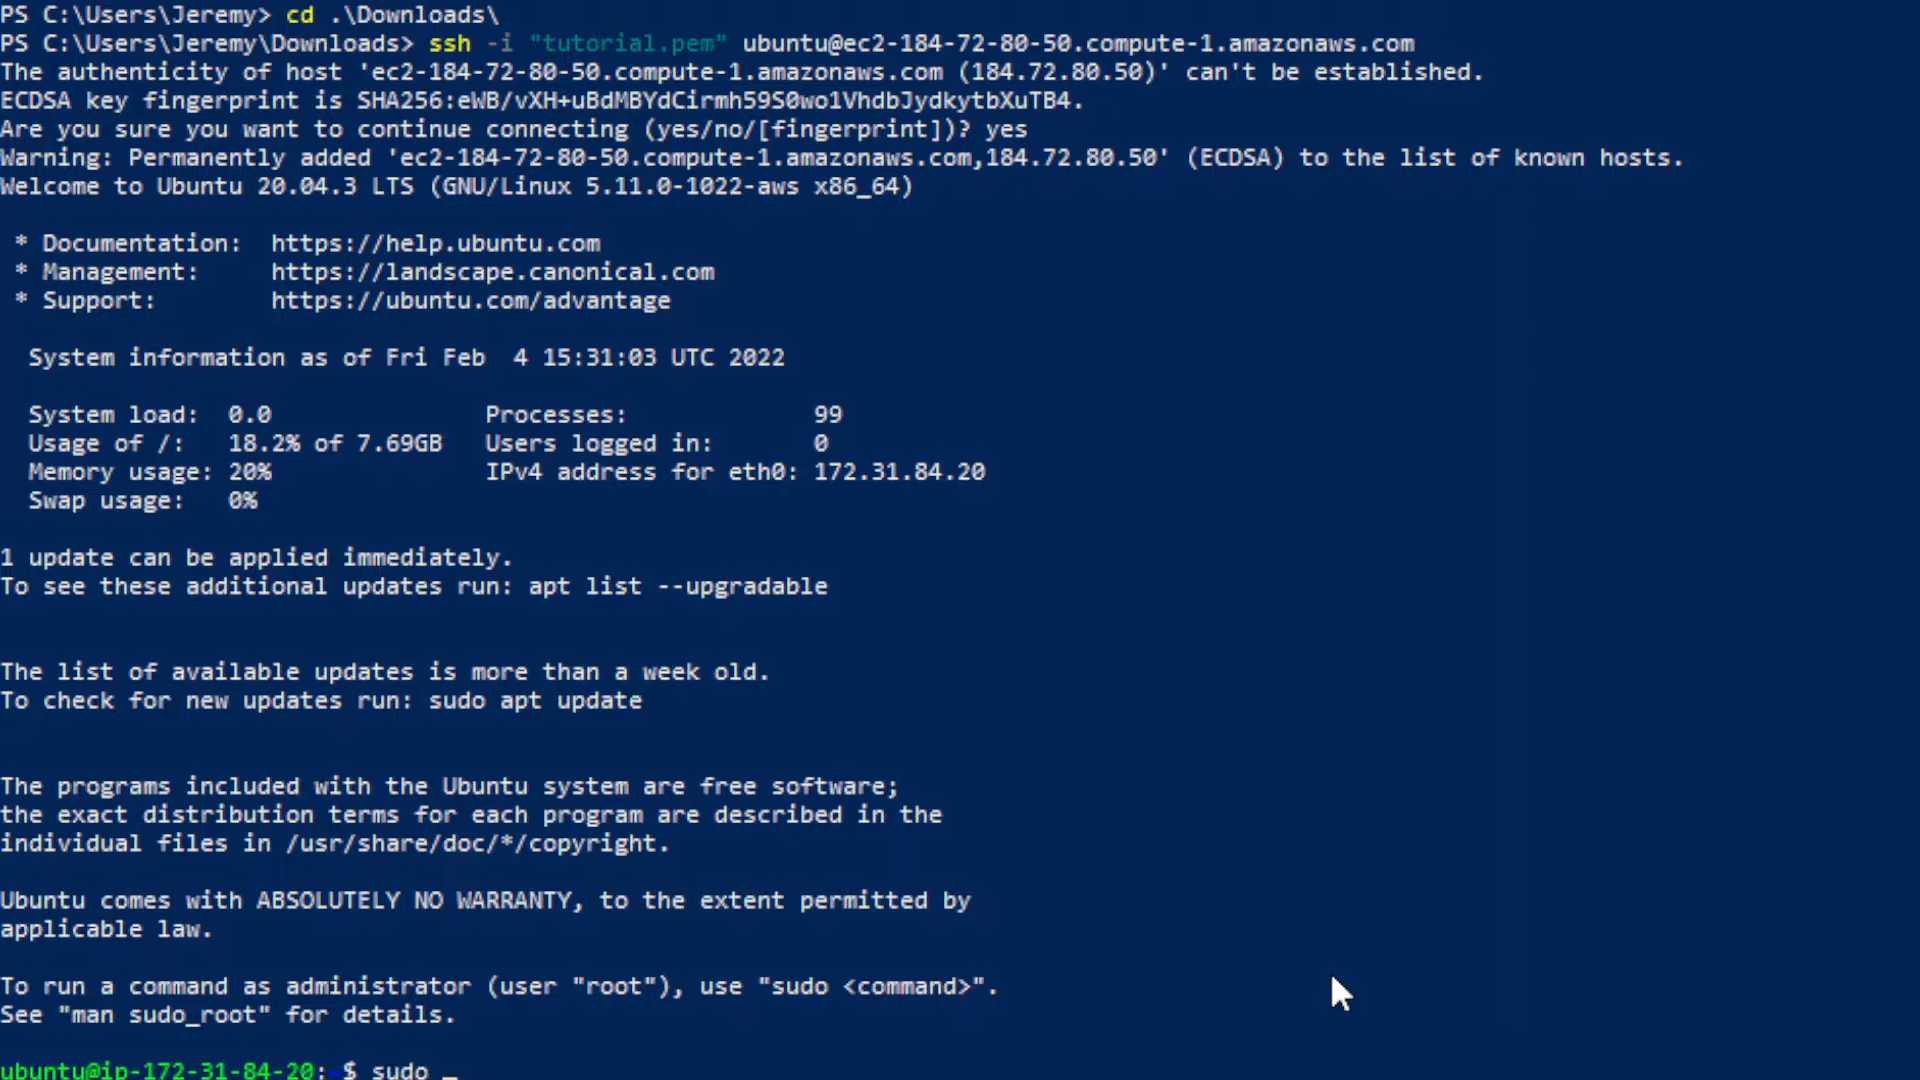 PS C:\Users\Jeremy> cd .\Downloads\
PS C:\Users\Jeremy\Downloads> ssh -i "tutorial.pem" ubuntu@ec2-184-72-80-50.compute-1.amazonaws.com
The authenticity of host 'ec2-184-72-80-50.compute-1.amazonaws.com (184.72.80.50)' can't be established.
ECDSA key fingerprint is SHA256:eWB/vXH+uBdMBYdCirmh59S0wo1VhdbJydkytbXuTB4.
Are you sure you want to continue connecting (yes/no/[fingerprint])? yes
Warning: Permanently added 'ec2-184-72-80-50.compute-1.amazonaws.com,184.72.80.50' (ECDSA) to the list of known hosts.
Welcome to Ubuntu 20.04.3 LTS (GNU/Linux 5.11.0-1022-aws x86_64)
* Documentation:  https://help.ubuntu.com
* Management:     https://landscape.canonical.com
* Support:        https://ubuntu.com/advantage
System information as of Fri Feb  4 15:31:03 UTC 2022
System load:  0.0               Processes:             99
Usage of /:   18.2% of 7.69GB   Users logged in:       0
Memory usage: 20%               IPv4 address for eth0: 172.31.84.20
Swap usage:   0%
1 update can be applied immediately.
To see these additional updates run: apt list --upgradable
The list of available updates is more than a week old.
To check for new updates run: sudo apt update
The programs included with the Ubuntu system are free software;
the exact distribution terms for each program are described in the
individual files in /usr/share/doc/*/copyright.
Ubuntu comes with ABSOLUTELY NO WARRANTY, to the extent permitted by
applicable law.
To run a command as administrator (user "root"), use "sudo <command>".
See "man sudo_root" for details.
ubuntu@ip-172-31-84-20:~$ sudo _